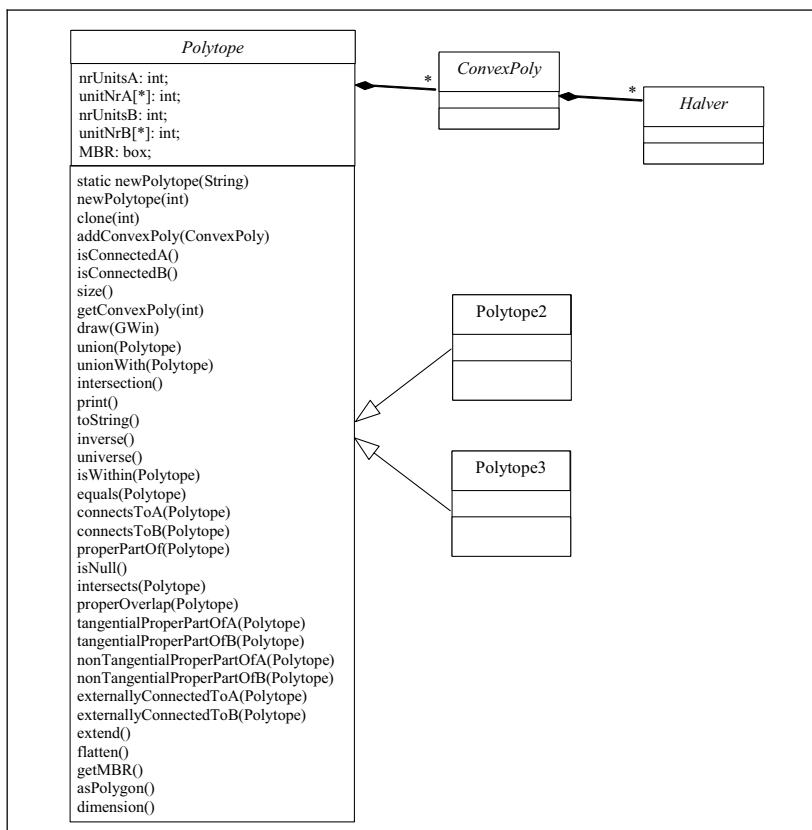 Polytope
nrUnitsA: int;
unitNrA[*]: int;
nrUnitsB: int;
unitNrB[*]: int;
MBR: box;
static newPolytope(String)
newPolytope(int)
clone(int)
addConvexPoly(ConvexPoly)
isConnectedA()
isConnectedB()
size()
getConvexPoly(int)
draw(GWin)
union(Polytope)
unionWith(Polytope)
intersection()
print()
toString()
inverse()
universe()
isWithin(Polytope)
equals(Polytope)
connectsToA(Polytope)
connectsToB(Polytope)
properPartOf(Polytope)
isNull()
intersects(Polytope)
properOverlap(Polytope)
tangentialProperPartOfA(Polytope)
tangentialProperPartOfB(Polytope)
nonTangentialProperPartOfA(Polytope)
nonTangentialProperPartOfB(Polytope)
externallyConnectedToA(Polytope)
externallyConnectedToB(Polytope)
extend()
flatten()
getMBR()
asPolygon()
dimension()
*
ConvexPoly
*
Halver
Polytope2
Polytope3